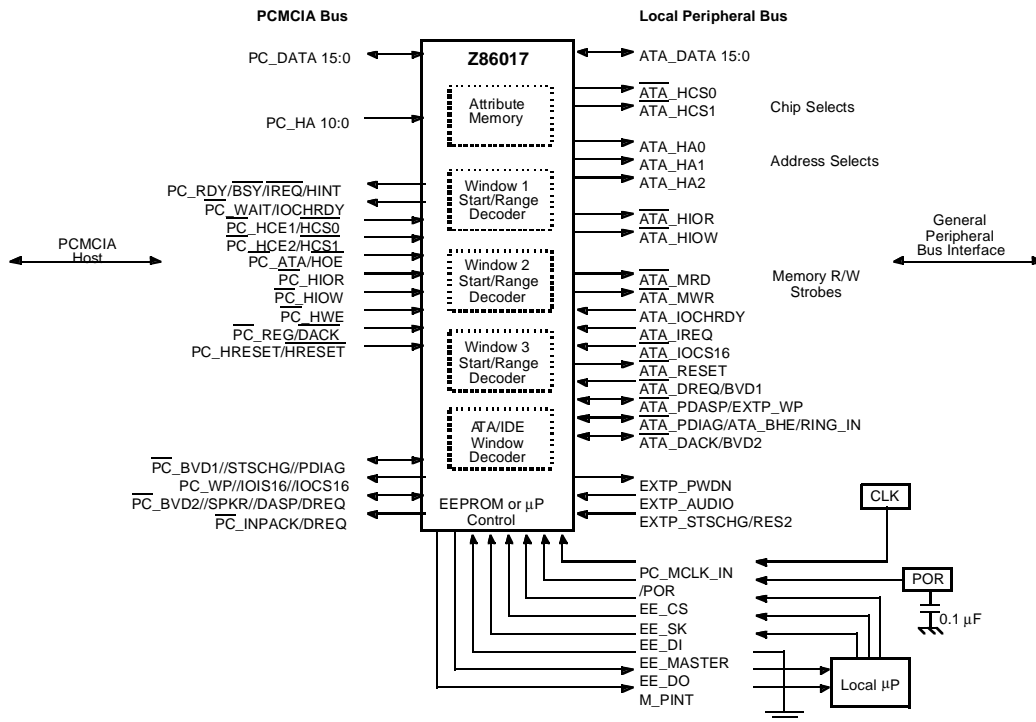 PCMCIA Bus
Local Peripheral Bus
Z86017
PC_DATA 15:0
ATA_DATA 15:0
Attribute
Memory
ATA_HCS0
ATA_HCS1
Chip Selects
PC_HA 10:0
ATA_HA0
ATA_HA1
ATA_HA2
Address Selects
PC_RDY/BSY/IREQ/HINT
PC_WAIT/IOCHRDY
PC_HCE1/HCS0
PC_HCE2/HCS1
PC_ATA/HOE
PC_HIOR
PC_HIOW
PC_HWE
PC_REG/DACK
PC_HRESET/HRESET
Window 1
Start/Range
Decoder
Window 2
Start/Range
Decoder
Window 3
Start/Range
Decoder
ATA/IDE
Window
Decoder
ATA_HIOR
ATA_HIOW
PCMCIA
Host
General
Peripheral
Bus Interface
ATA_MRD
ATA_MWR
Memory R/W
Strobes
ATA_IOCHRDY
ATA_IREQ
ATA_IOCS16
ATA_RESET
ATA_DREQ/BVD1
ATA_PDASP/EXTP_WP
ATA_PDIAG/ATA_BHE/RING_IN
ATA_DACK/BVD2
PC_BVD1//STSCHG//PDIAG
PC_WP//IOIS16//IOCS16
PC_BVD2//SPKR//DASP/DREQ
PC_INPACK/DREQ
EEPROM or µP
Control
EXTP_PWDN
EXTP_AUDIO
EXTP_STSCHG/RES2
CLK
PC_MCLK_IN
/POR
POR
0.1 µF
EE_CS
EE_SK
EE_DI
EE_MASTER
EE_DO
M_PINT
Local µP